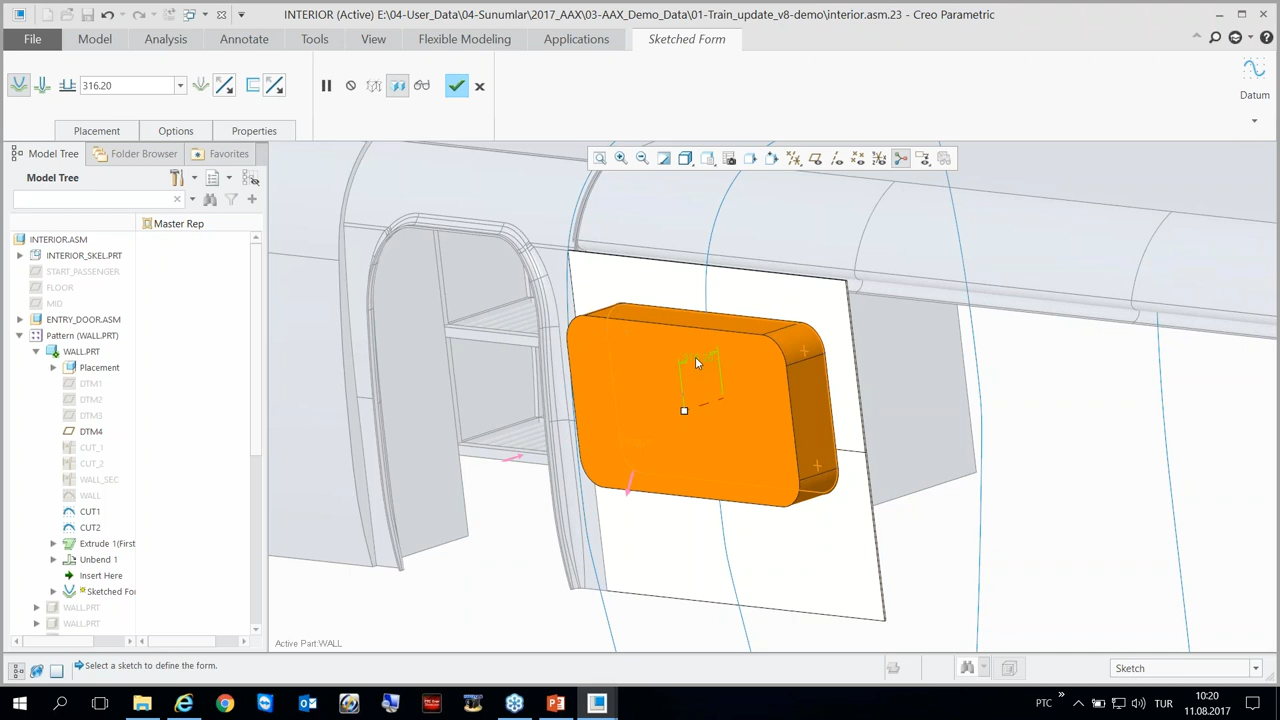 INTERIOR (Active) E:\04-User_Data\04-Sunumlar\2017_AAX\03-AAX_Demo_Data\01-Train_update_v8-demo\interior.asm.23 - Creo Parametric
File Model Analysis Annotate Tools View Flexible Modeling Applications Sketched Form
316.20
Datum
Placement Options Properties
Model Tree Folder Browser Favorites
Model Tree
Master Rep
INTERIOR.ASM
INTERIOR_SKEL.PRT
START_PASSENGER
FLOOR
MID
ENTRY_DOOR.ASM
Pattern (WALL.PRT)
WALL.PRT
Placement
DTM1
DTM2
DTM3
DTM4
CUT_1
CUT_2
WALL_SEC
WALL
CUT1
CUT2
Extrude 1(First
Unbend 1
Insert Here
Sketched For
WALL.PRT
WALL.PRT
Active Part:WALL
Select a sketch to define the form.
Sketch
PTC
TUR
10:20
11.08.2017